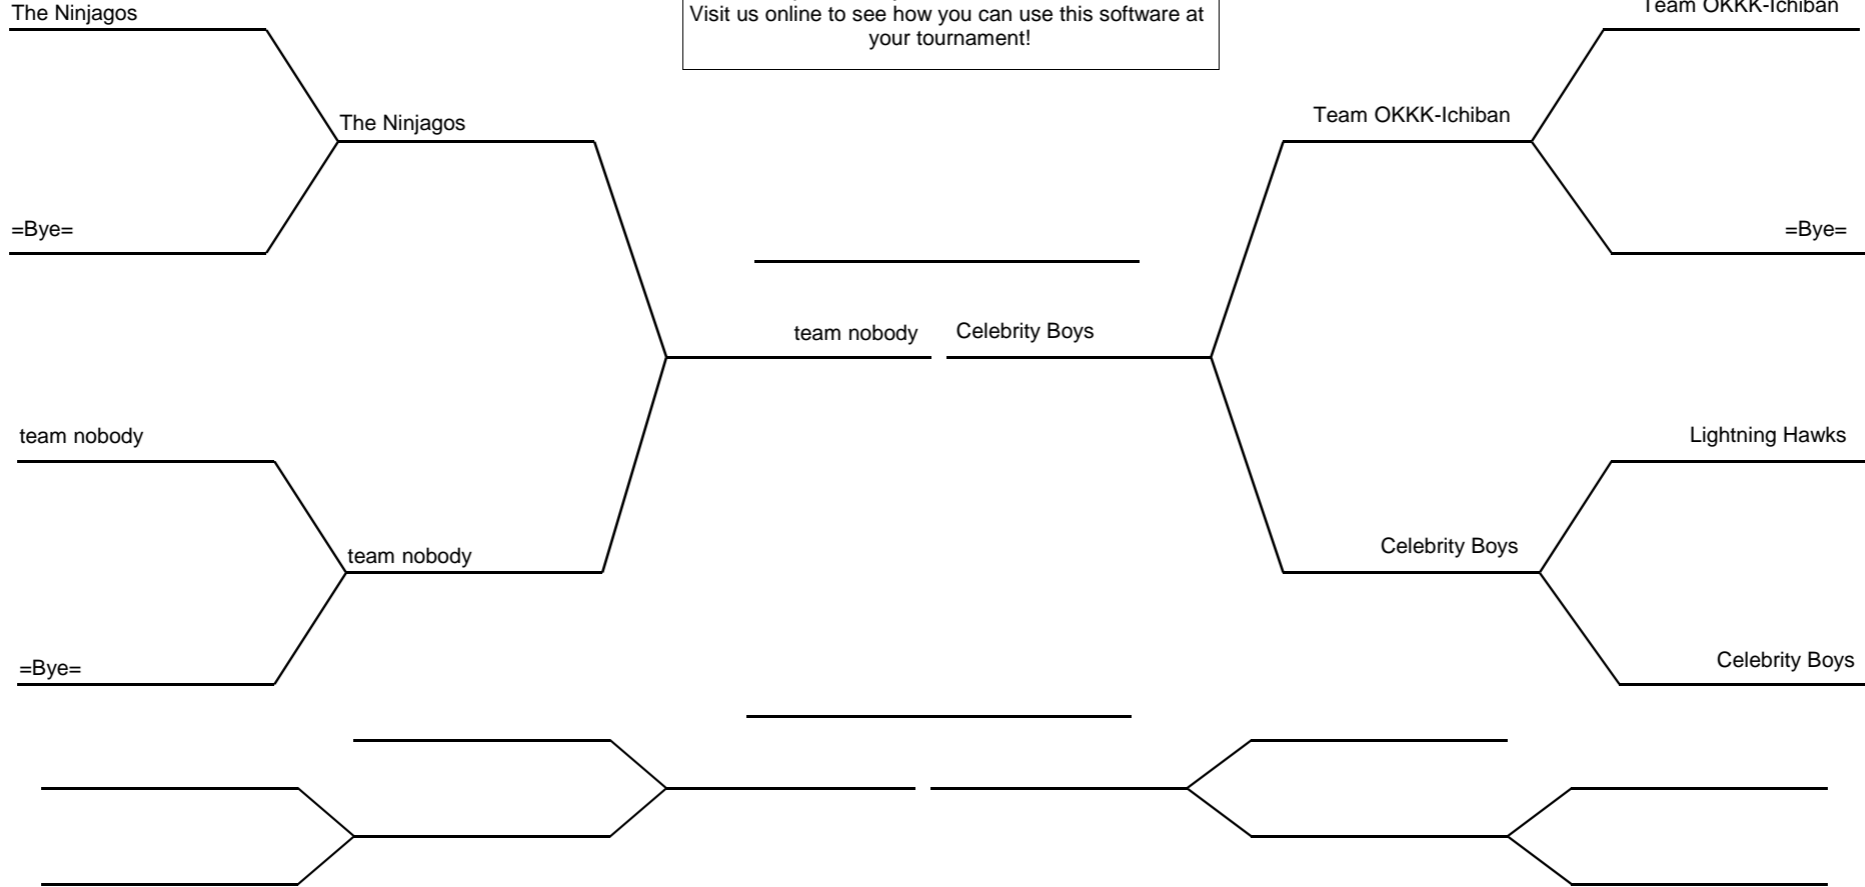 The Ninjagos
Visit us online to see how you can use this software at
your tournament!
Team OKKK-Ichiban
The Ninjagos
Team OKKK-Ichiban
=Bye=
=Bye=
team nobody
Celebrity Boys
team nobody
Lightning Hawks
team nobody
Celebrity Boys
=Bye=
Celebrity Boys